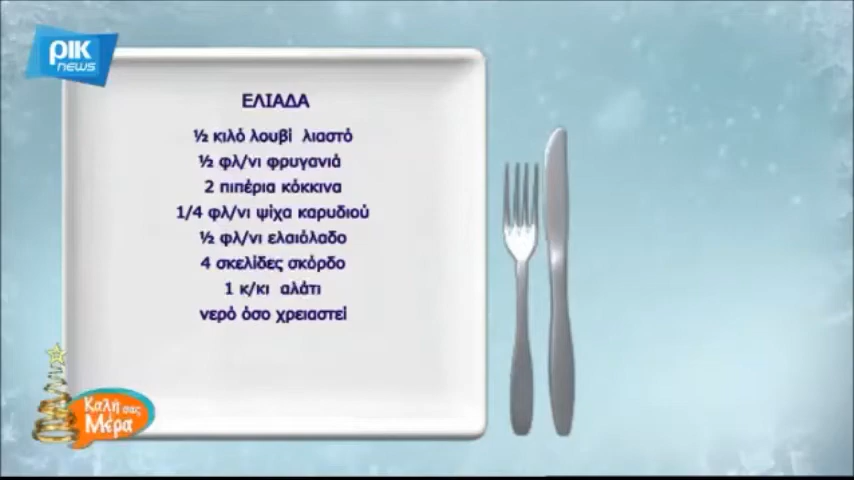 ΡΙΚ
NEWS
ΕΛΙΑΔΑ
½ κιλό λουβί λιαστό
½ φλ/νι φρυγανιά
2 πιπέρια κόκκινα
1/4 φλ/νι ψίχα καρυδιού
½ φλ/νι ελαιόλαδο
4 σκελίδες σκόρδο
1 κ/κι αλάτι
νερό όσο χρειαστεί
Καλή σας
Μέρα